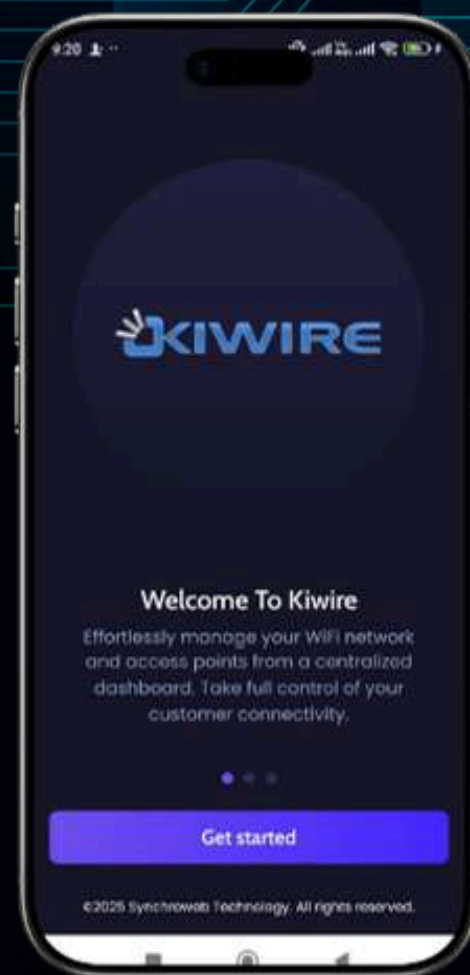 9:20
KIWIRE
Welcome To Kiwire
Effortlessly manage your WiFi network
and access points from a centralized
dashboard. Take full control of your
customer connectivity.
Get started
©2025 Synchroweb Technology. All rights reserved.